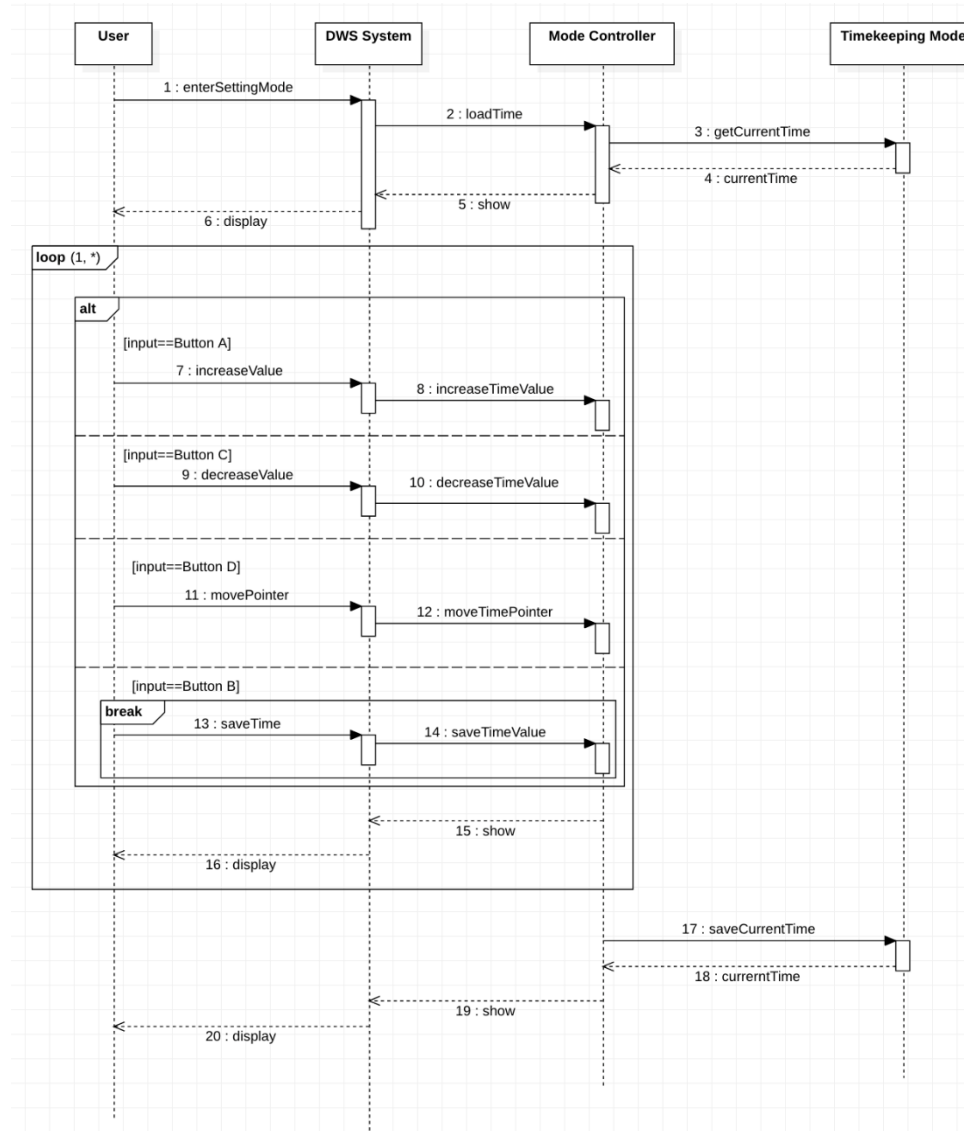 User
DWS System
Mode Controller
Timekeeping Mode
1 : enterSettingMode
2 : loadTime
3 : getCurrentTime
4 : currentTime
5 : show
6 : display
loop (1, *)
alt
[input==Button A]
7 : increaseValue
8 : increaseTimeValue
[input==Button C]
9 : decreaseValue
10 : decreaseTimeValue
[input==Button D]
11 : movePointer
12 : moveTimePointer
[input==Button B]
break
13 : saveTime
14 : saveTimeValue
15 : show
16 : display
17 : saveCurrentTime
18 : currerntTime
19 : show
20 : display